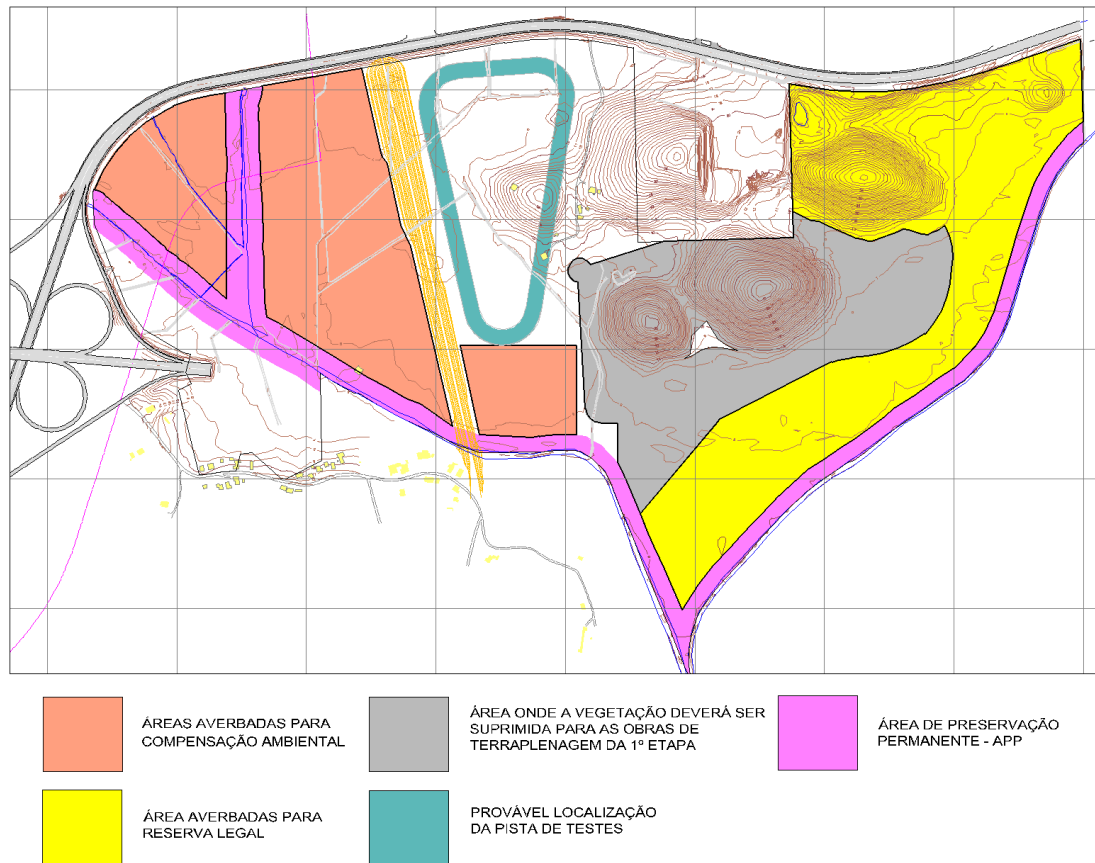 ÁREAS AVERBADAS PARA
COMPENSAÇÃO AMBIENTAL
ÁREA ONDE A VEGETAÇÃO DEVERÁ SER
SUPRIMIDA PARA AS OBRAS DE
TERRAPLENAGEM DA 1º ETAPA
ÁREA DE PRESERVAÇÃO
PERMANENTE - APP
ÁREA AVERBADAS PARA
RESERVA LEGAL
PROVÁVEL LOCALIZAÇÃO
DA PISTA DE TESTES